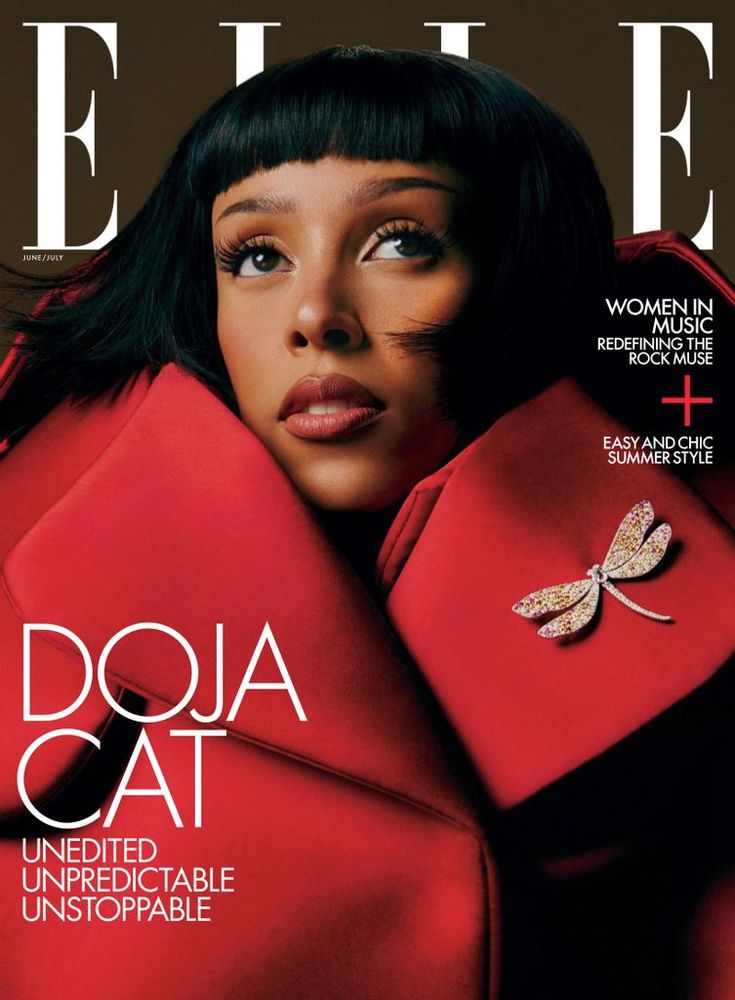 ELLE
JUNE/JULY
WOMEN IN
MUSIC
REDEFINING THE
ROCK MUSE
+
EASY AND CHIC
SUMMER STYLE
DOJA
CAT
UNEDITED
UNPREDICTABLE
UNSTOPPABLE